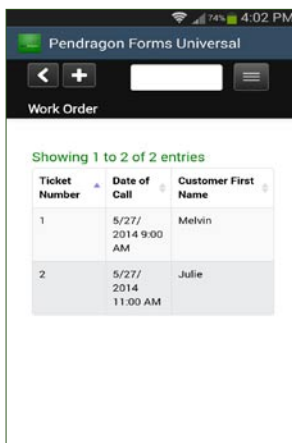 74% 4:02 PM
Pendragon Forms Universal
Work Order
Showing 1 to 2 of 2 entries
Ticket Number Date of Call Customer First Name
1 5/27/2014 9:00 AM Melvin
2 5/27/2014 11:00 AM Julie